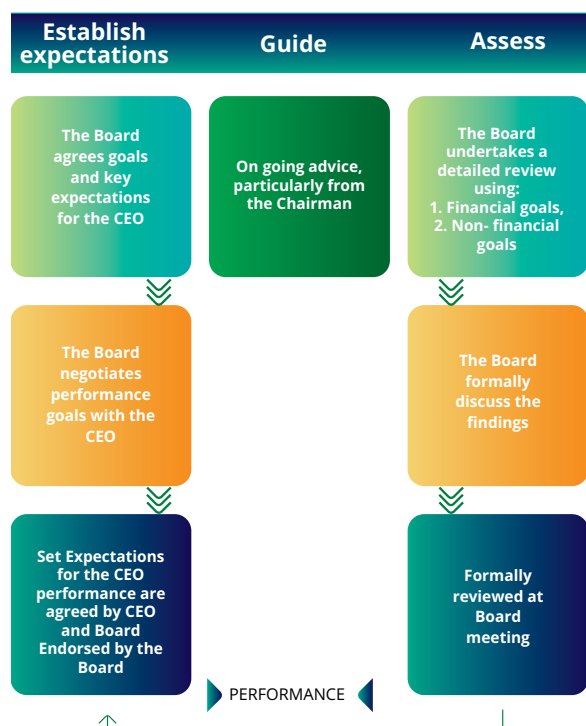 Establish
expectations
Guide
Assess
The Board
agrees goals
and key
expectations
for the CEO
On going advice,
particularly from
the Chairman
The Board
undertakes a
detailed review
using:
1. Financial goals,
2. Non- financial
goals
The Board
negotiates
performance
goals with the
CEO
The Board
formally
discuss the
findings
Set Expectations
for the CEO
performance are
agreed by CEO
and Board
Endorsed by the
Board
Formally
reviewed at
Board
meeting
PERFORMANCE